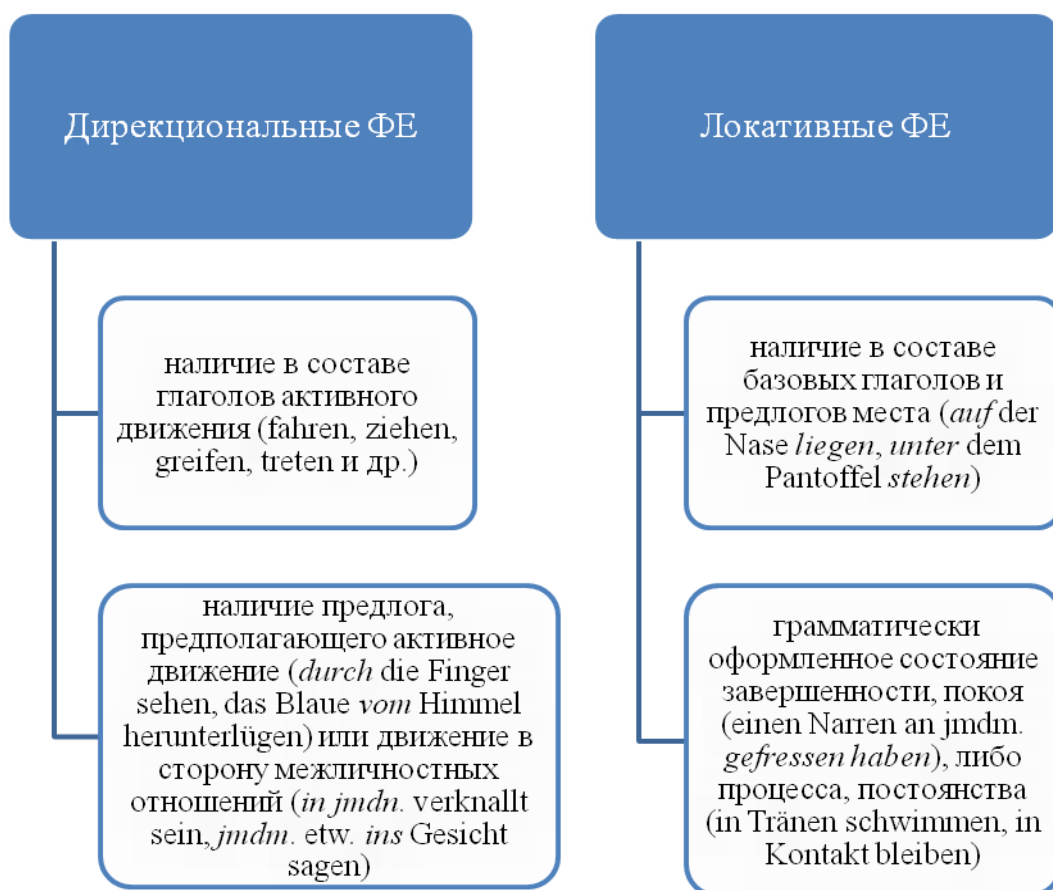 Дирекциональные ФЕ
наличие в составе
глаголов активного
движения (fahren, ziehen,
greifen, treten и др.)
наличие предлога,
предполагающего активное
движение (durch die Finger
sehen, das Blaue vom Himmel
herunterlügen) или движение в
сторону межличностных
отношений (in jmdn. verknallt
sein, jmdm. etw. ins Gesicht
sagen)
Локативные ФЕ
наличие в составе
базовых глаголов и
предлогов места (auf der
Nase liegen, unter dem
Pantoffel stehen)
грамматически
оформленное состояние
завершенности, покоя
(einen Narren an jmdm.
gefressen haben), либо
процесса, постоянства
(in Tränen schwimmen, in
Kontakt bleiben)